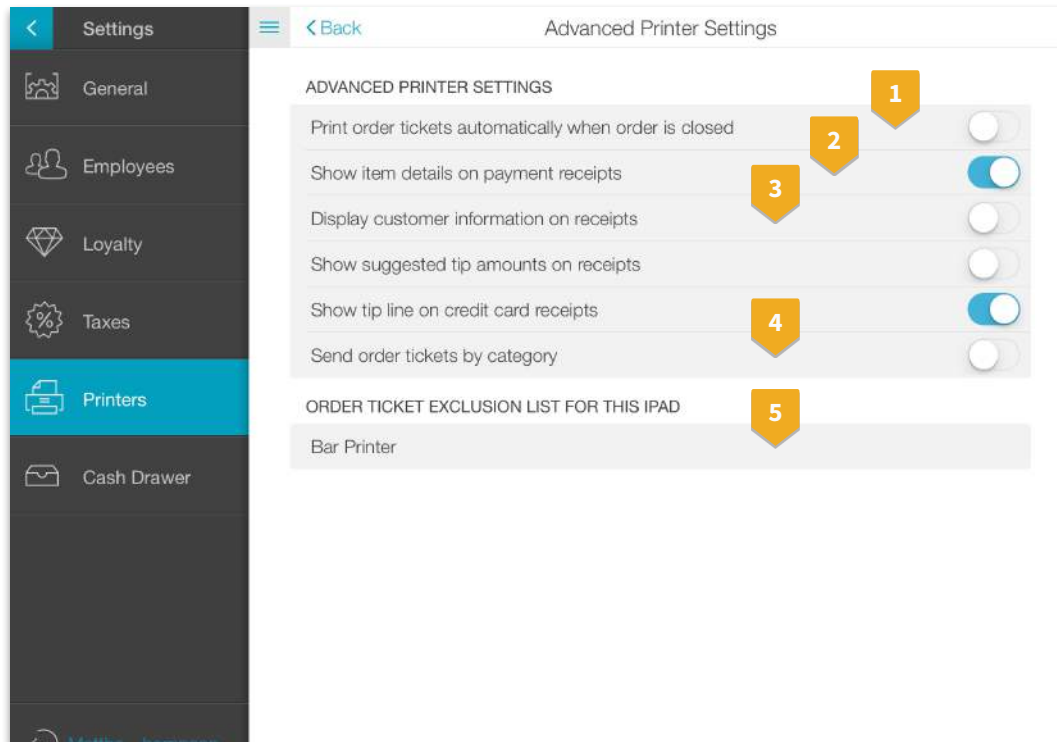 Settings
Back
Advanced Printer Settings
General
Employees
Loyalty
Taxes
Printers
Cash Drawer
ADVANCED PRINTER SETTINGS
1
Print order tickets automatically when order is closed
2
Show item details on payment receipts
3
Display customer information on receipts
Show suggested tip amounts on receipts
Show tip line on credit card receipts
4
Send order tickets by category
ORDER TICKET EXCLUSION LIST FOR THIS IPAD
5
Bar Printer